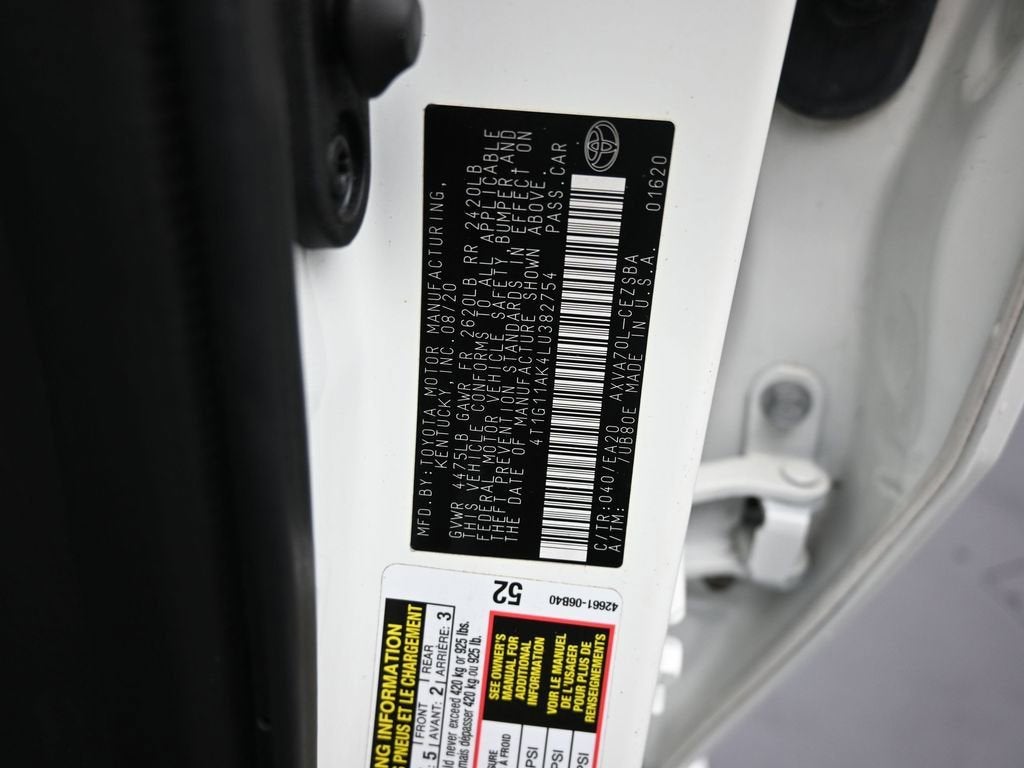 MFD.BY:TOYOTA MOTOR MANUFACTURING,
KENTUCKY,INC. 08/20
GVWR 4475LB GAWR FR 2620LB RR 2420LB
THIS VEHICLE CONFORMS TO ALL APPLICABLE
FEDERAL MOTOR VEHICLE SAFETY,BUMPER,AND
THEFT PREVENTION STANDARDS IN EFFECT ON
THE DATE OF MANUFACTURE SHOWN ABOVE.
4T1G11AK4LU382754 PASS.CAR
C/TR:040/EA20 AXVA70L-CEZSBA 01620
A/TM: /UB80E MADE IN U.S.A.
52
42661-06B40
NG INFORMATION
PNEUS ET LE CHARGEMENT
FRONT REAR
5 AVANT: 2 ARRIÈRE: 3
ld never exceed 420 kg or 925 lbs.
mais dépasser 420 kg ou 925 lb.
SEE OWNER'S
MANUAL FOR
ADDITIONAL
INFORMATION
VOIR LE MANUEL
DE L'USAGER
POUR PLUS DE
RENSEIGNEMENTS
SURE
À FROID
PSI
PSI
PSI